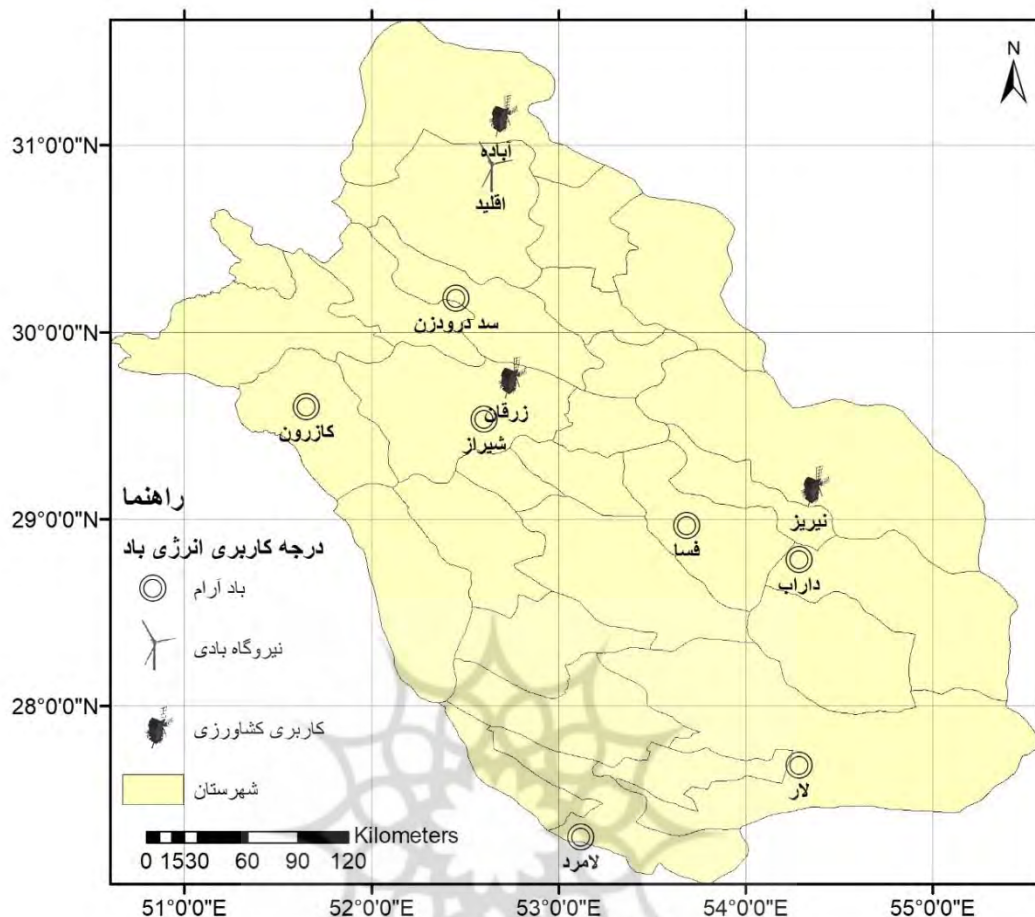 N
31°0'0"N
30°0'0"N
29°0'0"N
28°0'0"N
آباده
اقلید
سد درودزن
زرقان
کازرون
شیراز
نیریز
فسا
داراب
لار
لامرد
راهنما
درجه کاربری انرژی باد
باد آرام
نیروگاه بادی
کاربری کشاورزی
شهرستان
Kilometers
0 15 30 60 90 120
51°0'0"E 52°0'0"E 53°0'0"E 54°0'0"E 55°0'0"E